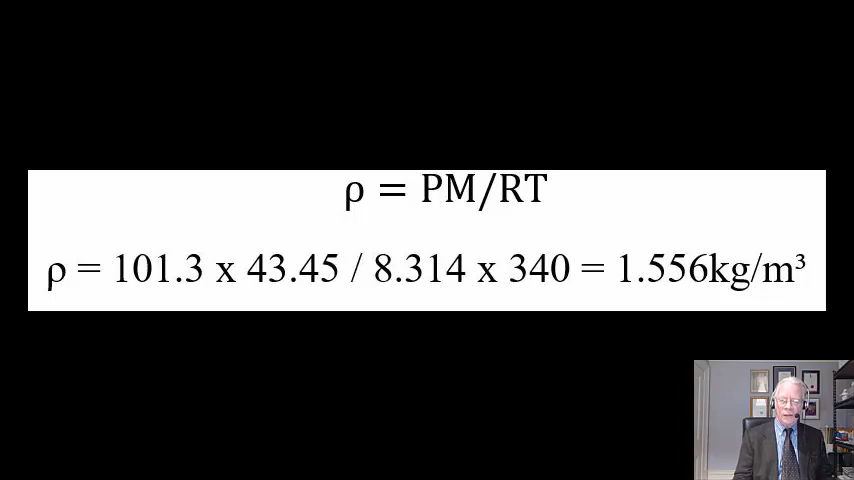 ρ = PM/RT
ρ = 101.3 x 43.45 / 8.314 x 340 = 1.556kg/m³